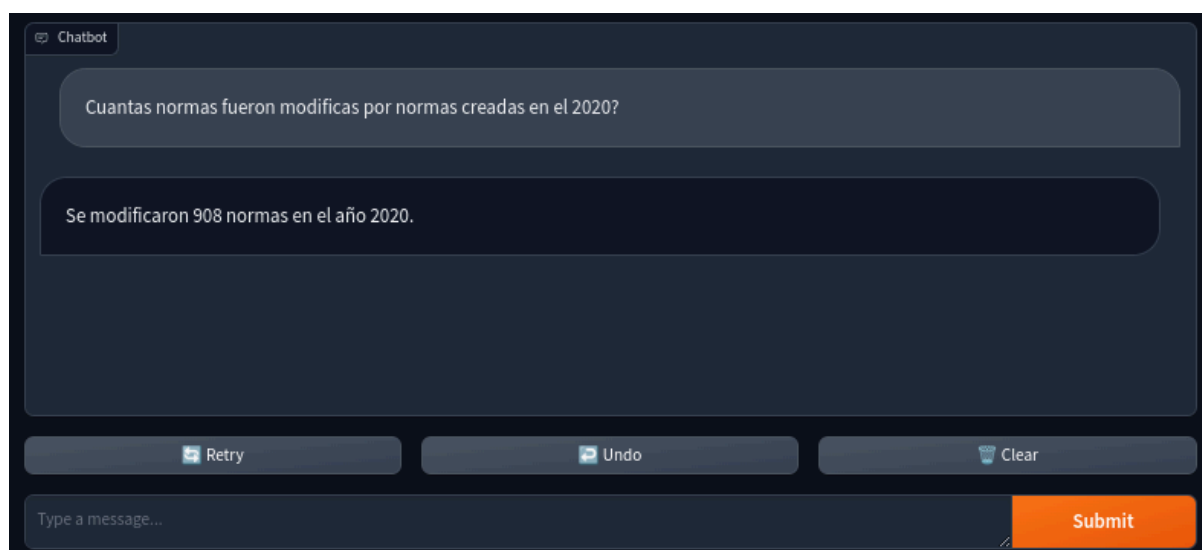 Chatbot
Cuantas normas fueron modificas por normas creadas en el 2020?
Se modificaron 908 normas en el año 2020.
Retry
Undo
Clear
Type a message...
Submit